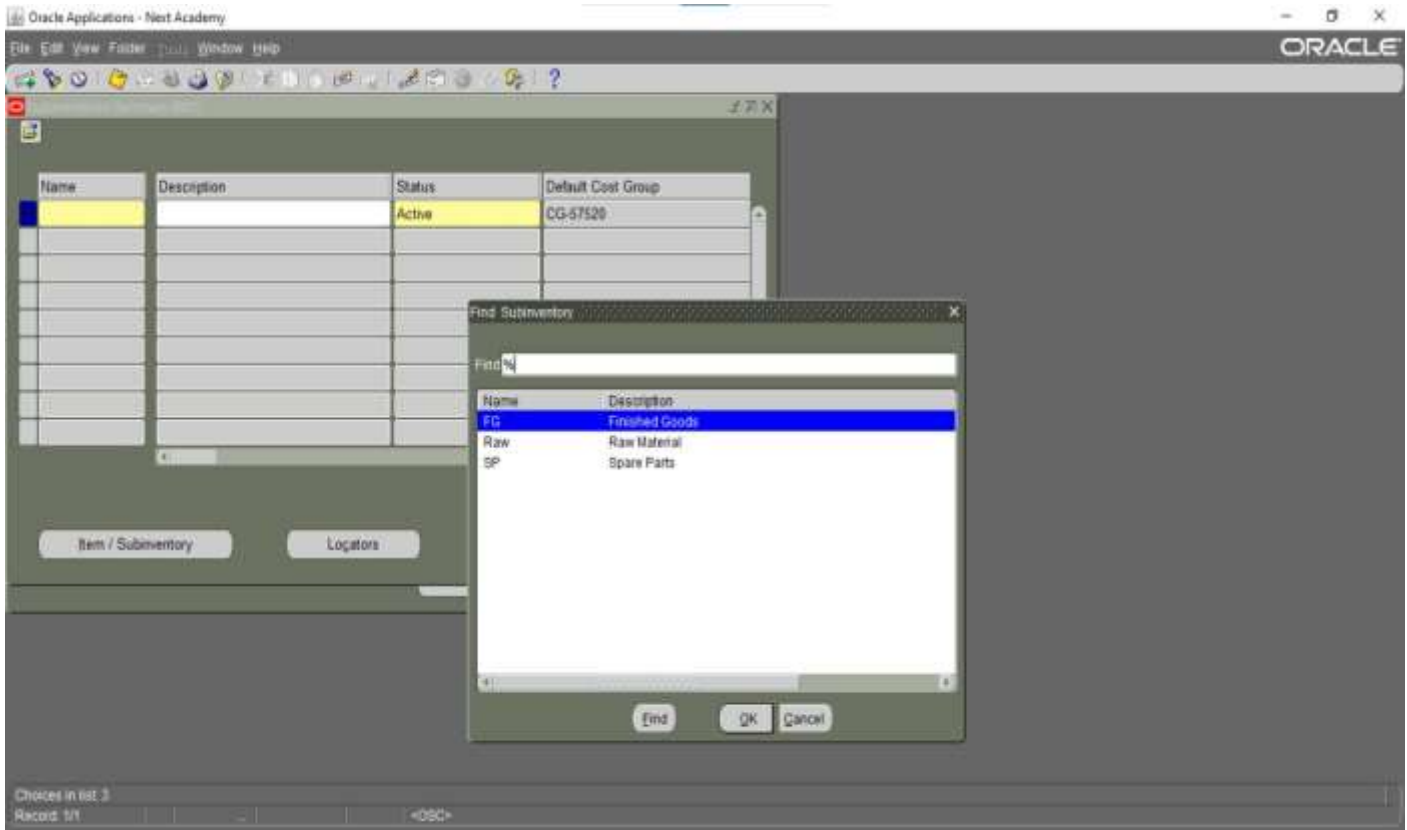 Oracle Applications - Next Academy
File Edit View Folder Tools Window Help
ORACLE
Name Description Status Default Cost Group
Active CG-57520
Find Subinventory
Find %
Name Description
FG Finished Goods
Raw Raw Material
SP Spare Parts
Item / Subinventory Locators
Find OK Cancel
Choices in list: 3
Record: 1/1 ... <OSC>